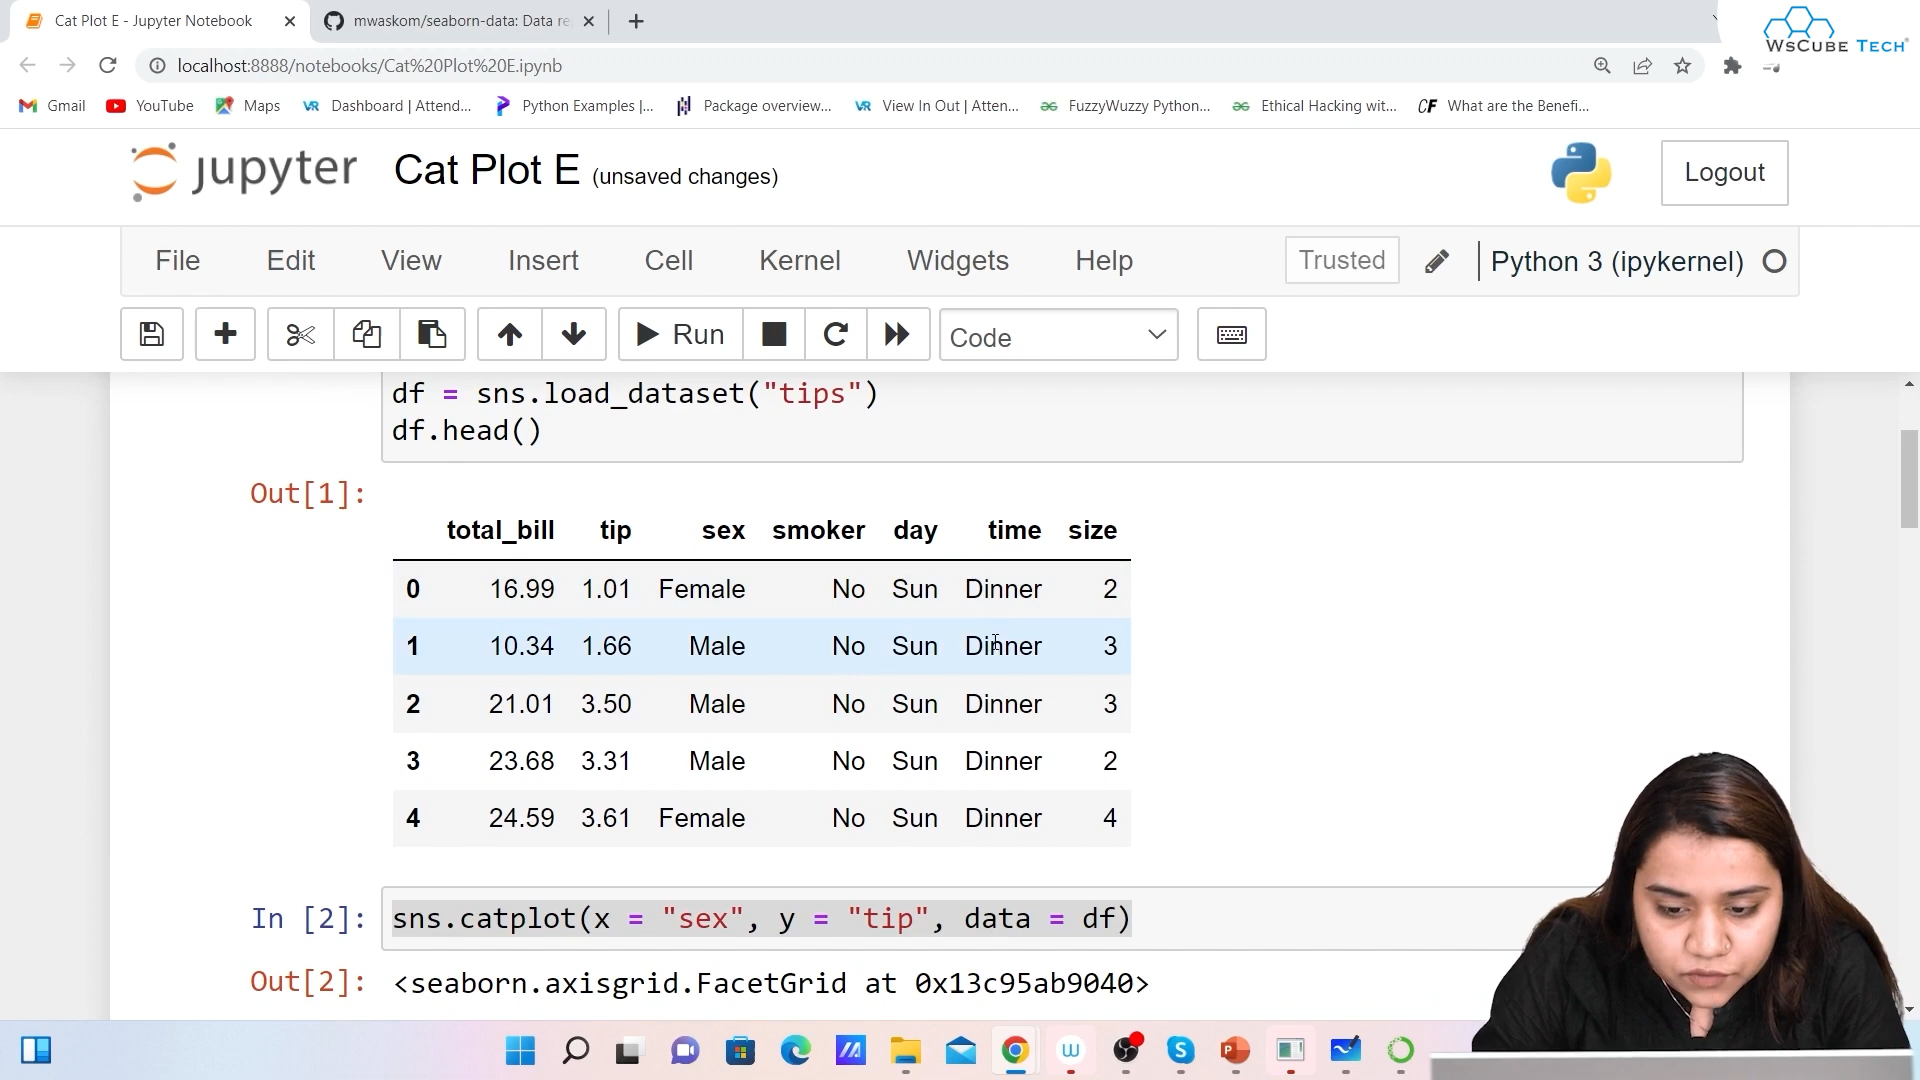 Cat Plot E - Jupyter Notebook
mwaskom/seaborn-data: Data re
WsCube Tech
localhost:8888/notebooks/Cat%20Plot%20E.ipynb
Gmail YouTube Maps Dashboard | Attend... Python Examples |... Package overview... View In Out | Atten... FuzzyWuzzy Python... Ethical Hacking wit... What are the Benefi...
jupyter Cat Plot E (unsaved changes) Logout
File Edit View Insert Cell Kernel Widgets Help Trusted Python 3 (ipykernel)
Run Code
df = sns.load_dataset("tips")
df.head()
Out[1]:
total_bill tip sex smoker day time size
0 16.99 1.01 Female No Sun Dinner 2
1 10.34 1.66 Male No Sun Dinner 3
2 21.01 3.50 Male No Sun Dinner 3
3 23.68 3.31 Male No Sun Dinner 2
4 24.59 3.61 Female No Sun Dinner 4
In [2]: sns.catplot(x = "sex", y = "tip", data = df)
Out[2]: <seaborn.axisgrid.FacetGrid at 0x13c95ab9040>